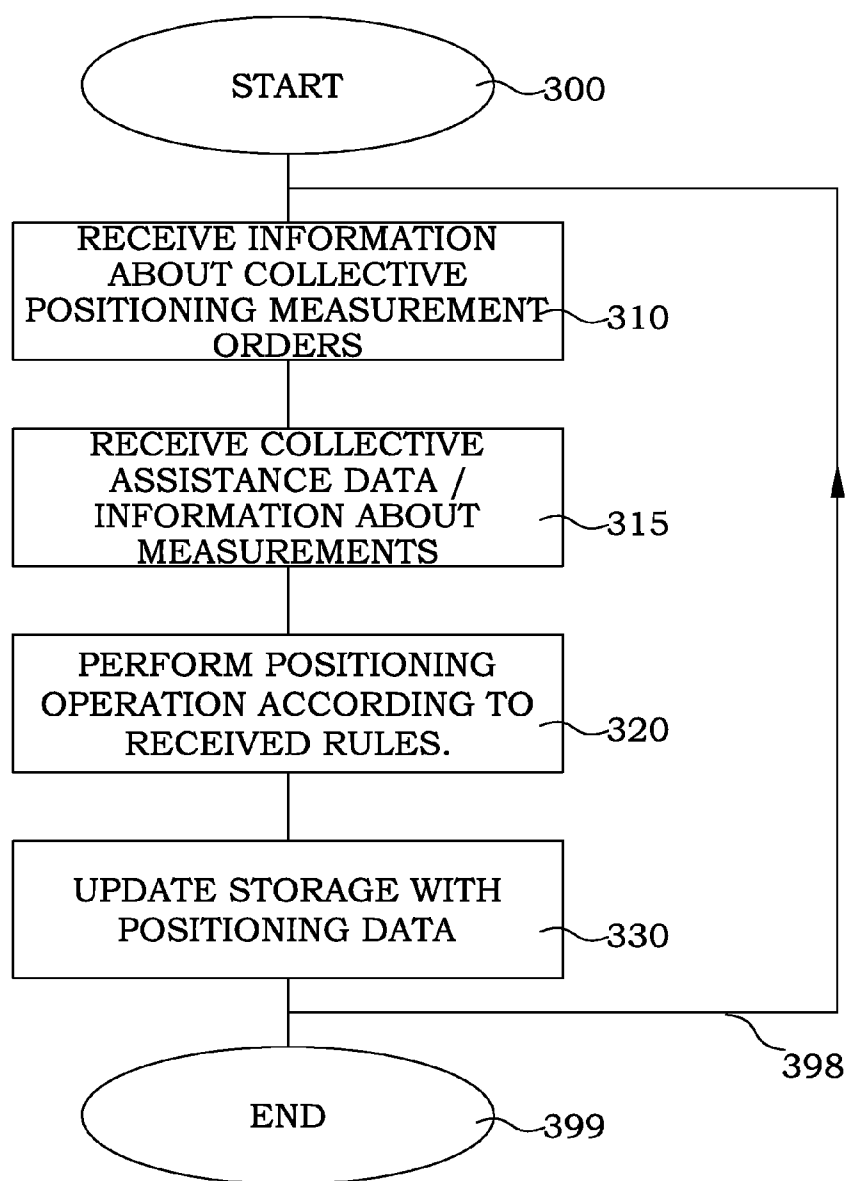 START
300
RECEIVE INFORMATION
ABOUT COLLECTIVE
POSITIONING MEASUREMENT
ORDERS
310
RECEIVE COLLECTIVE
ASSISTANCE DATA /
INFORMATION ABOUT
MEASUREMENTS
315
PERFORM POSITIONING
OPERATION ACCORDING TO
RECEIVED RULES.
320
UPDATE STORAGE WITH
POSITIONING DATA
330
398
END
399